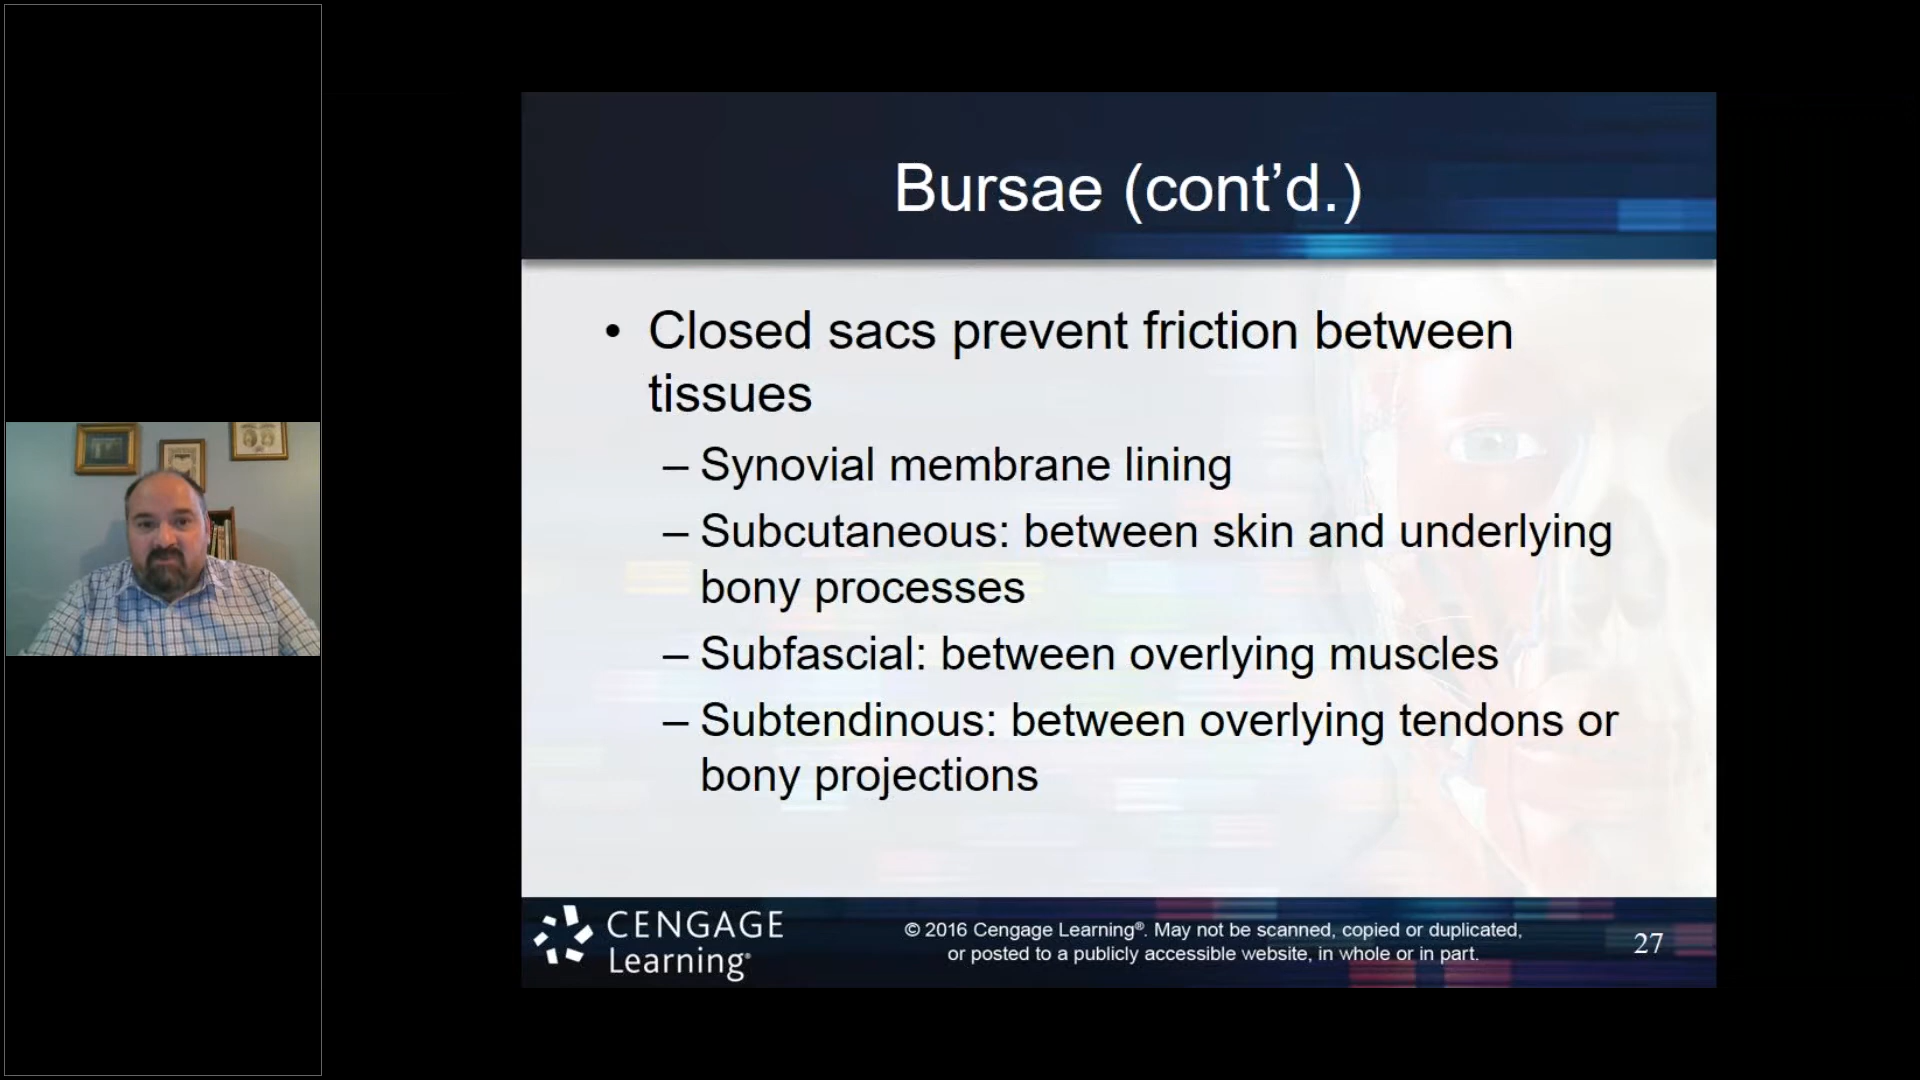 Bursae (cont’d.)
• Closed sacs prevent friction between
tissues
– Synovial membrane lining
– Subcutaneous: between skin and underlying
bony processes
– Subfascial: between overlying muscles
– Subtendinous: between overlying tendons or
bony projections
CENGAGE
Learning®
© 2016 Cengage Learning®. May not be scanned, copied or duplicated,
or posted to a publicly accessible website, in whole or in part.
27